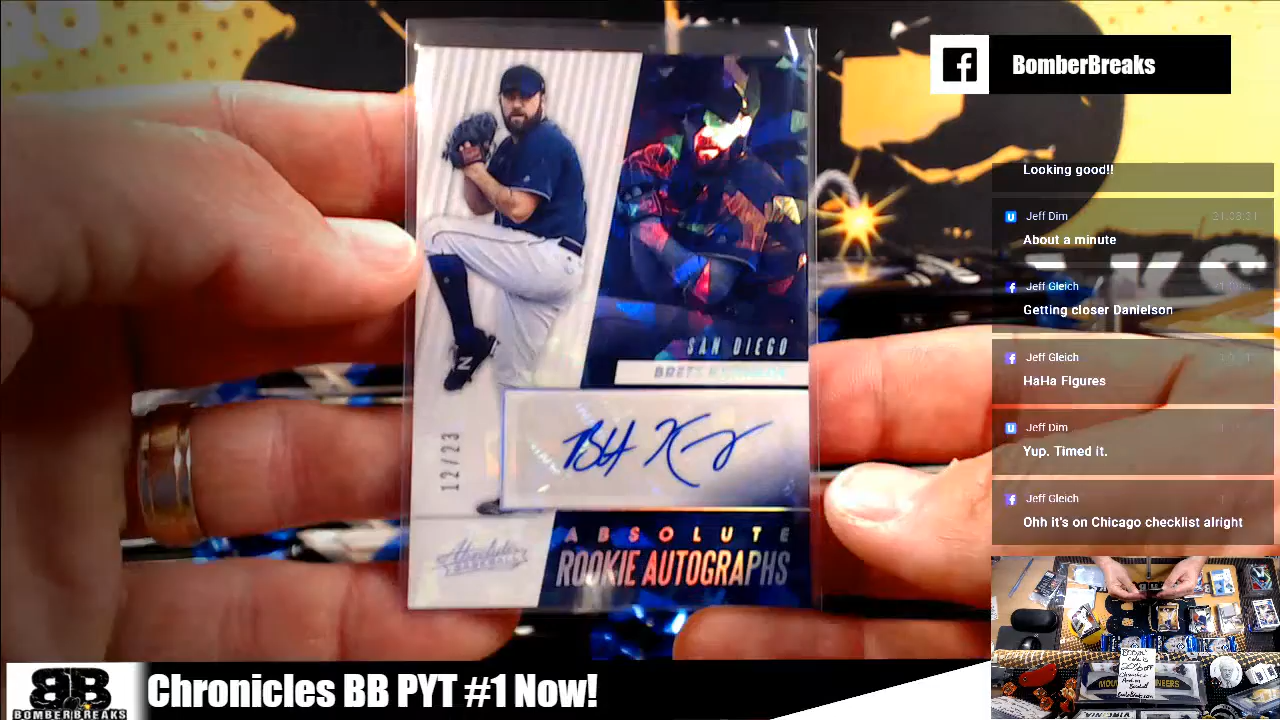 BomberBreaks
Looking good!!
Jeff Dim
About a minute
Jeff Gleich
Getting closer Danielson
Jeff Gleich
HaHa FIgures
Jeff Dim
Yup. Timed it.
Jeff Gleich
Ohh it's on Chicago checklist alright
SAN DIEGO
12/23
ABSOLUTE
ROOKIE AUTOGRAPHS
Absolute
BB
BOMBERBREAKS
Chronicles BB PYT #1 Now!